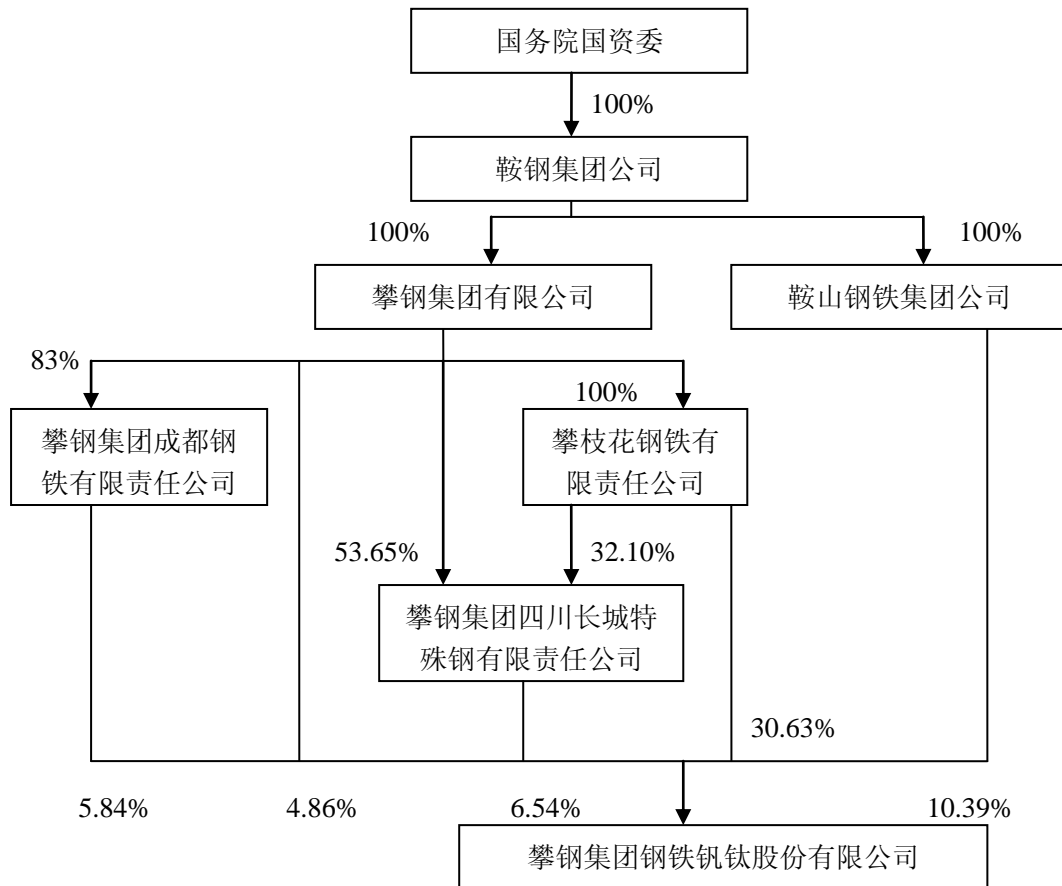 国务院国资委
100%
鞍钢集团公司
100%
100%
攀钢集团有限公司
鞍山钢铁集团公司
83%
100%
攀钢集团成都钢
铁有限责任公司
攀枝花钢铁有
限责任公司
53.65%
32.10%
攀钢集团四川长城特
殊钢有限责任公司
30.63%
5.84%
4.86%
6.54%
10.39%
攀钢集团钢铁钒钛股份有限公司